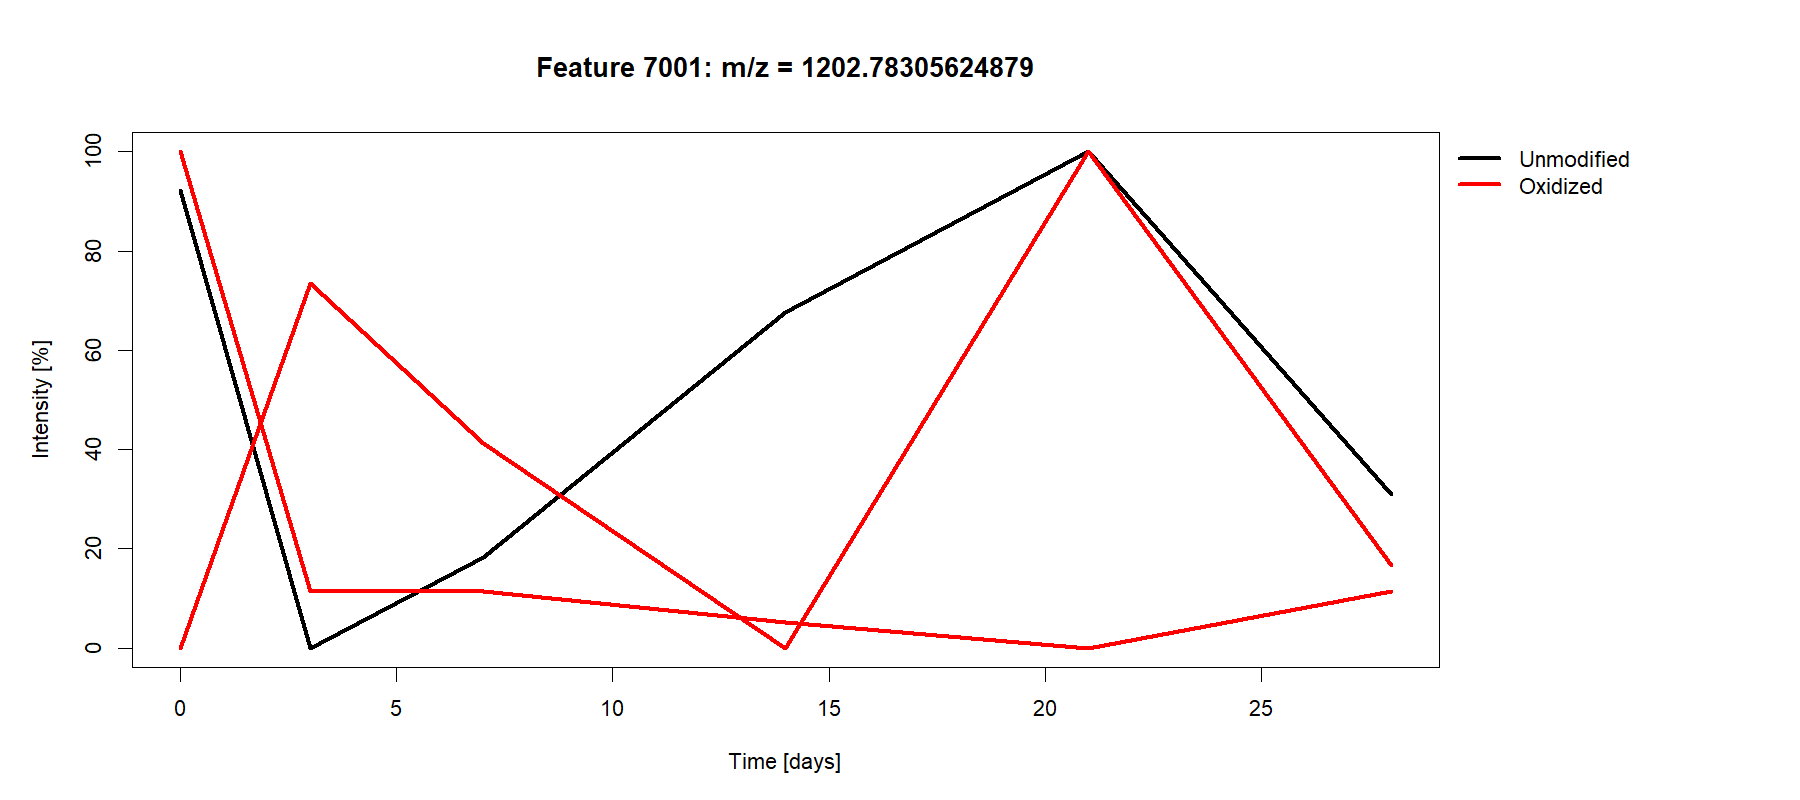 Feature 7001: m/z = 1202.78305624879
Unmodified
Oxidized
Intensity [%]
100
80
60
40
20
0
0 5 10 15 20 25
Time [days]